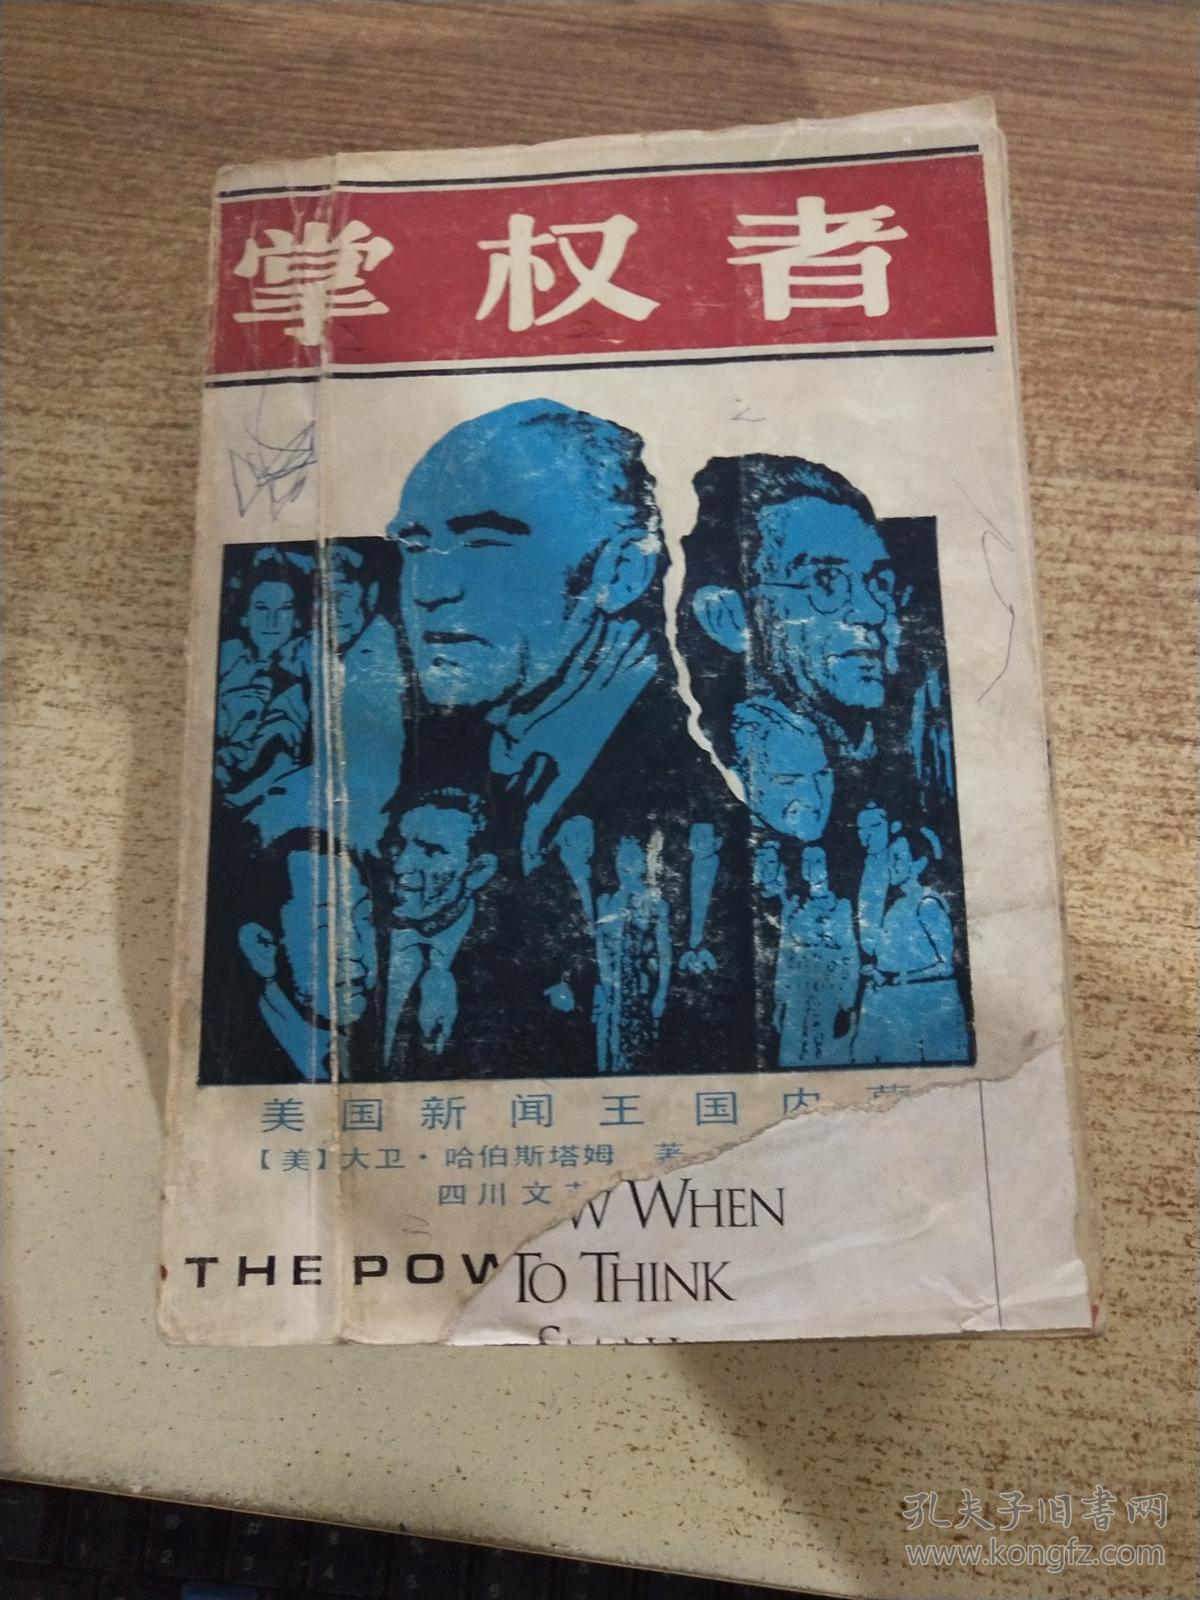 掌权者
美国新闻王国内幕
【美】大卫·哈伯斯塔姆 著
四川文
W WHEN
THE POW
TO THINK
孔夫子旧书网
www.kongfz.com